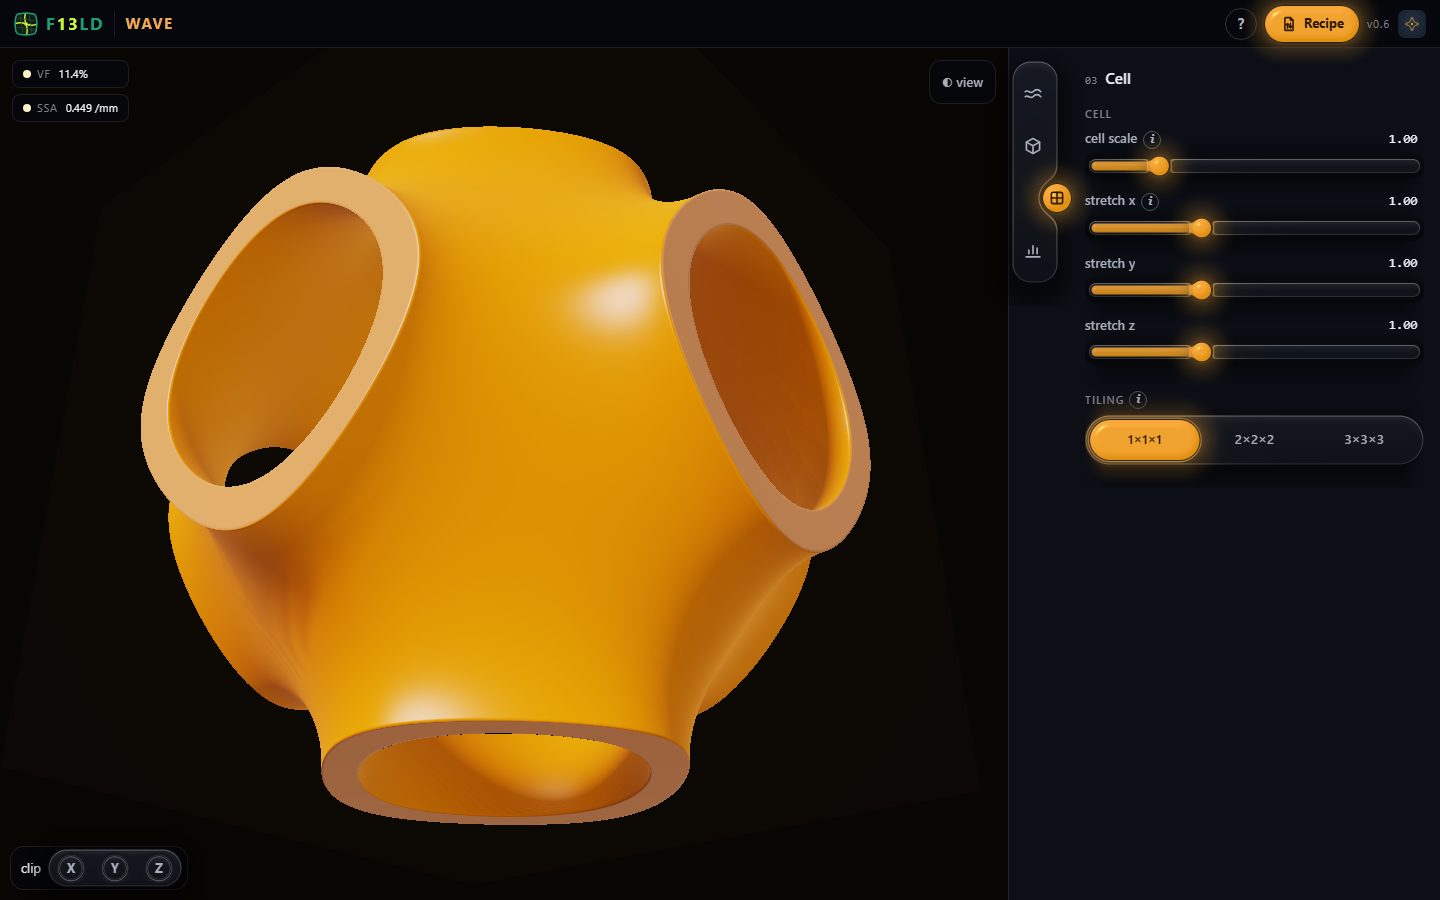 F13LD WAVE ? Recipe v0.6
VF 11.4%
SSA 0.449 /mm
view
03 Cell
CELL
cell scale i 1.00
stretch x i 1.00
stretch y 1.00
stretch z 1.00
TILING i
1×1×1 2×2×2 3×3×3
clip X Y Z